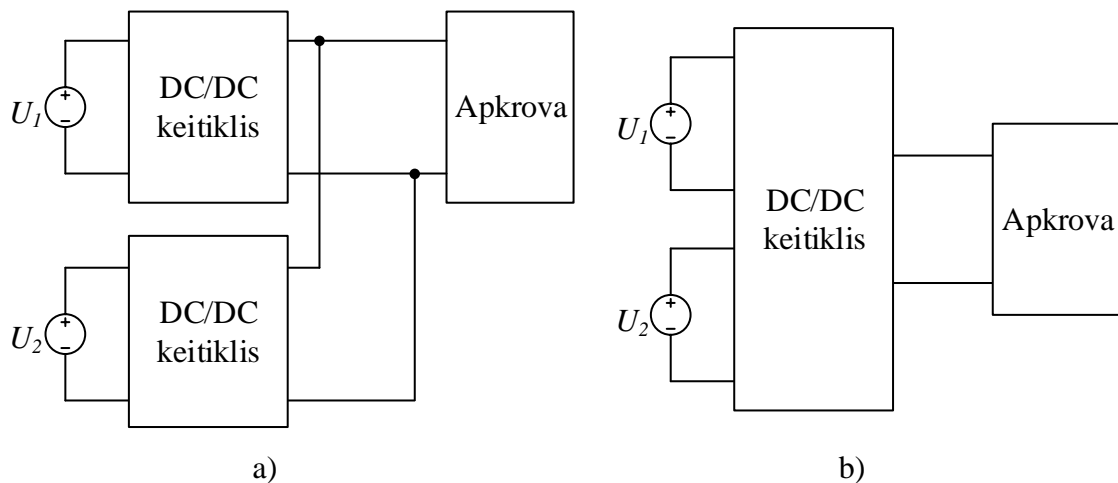 U1
DC/DC
keitiklis
Apkrova
U2
DC/DC
keitiklis
a)
U1
U2
DC/DC
keitiklis
Apkrova
b)